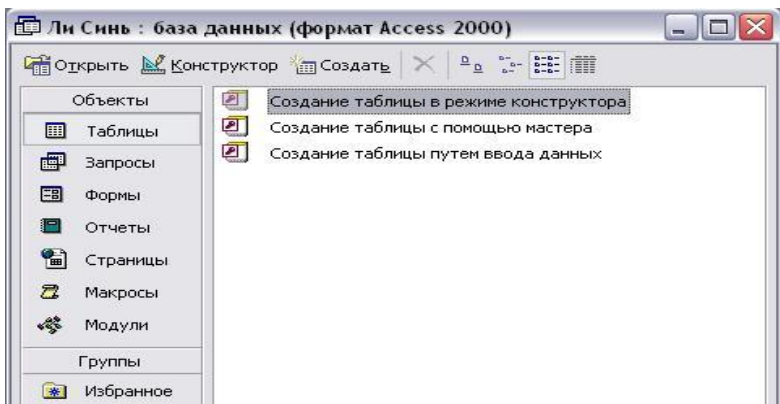 Ли Синь : база данных (формат Access 2000)
Открыть Конструктор Создать
Объекты
Таблицы
Запросы
Формы
Отчеты
Страницы
Макросы
Модули
Группы
Избранное
Создание таблицы в режиме конструктора
Создание таблицы с помощью мастера
Создание таблицы путем ввода данных